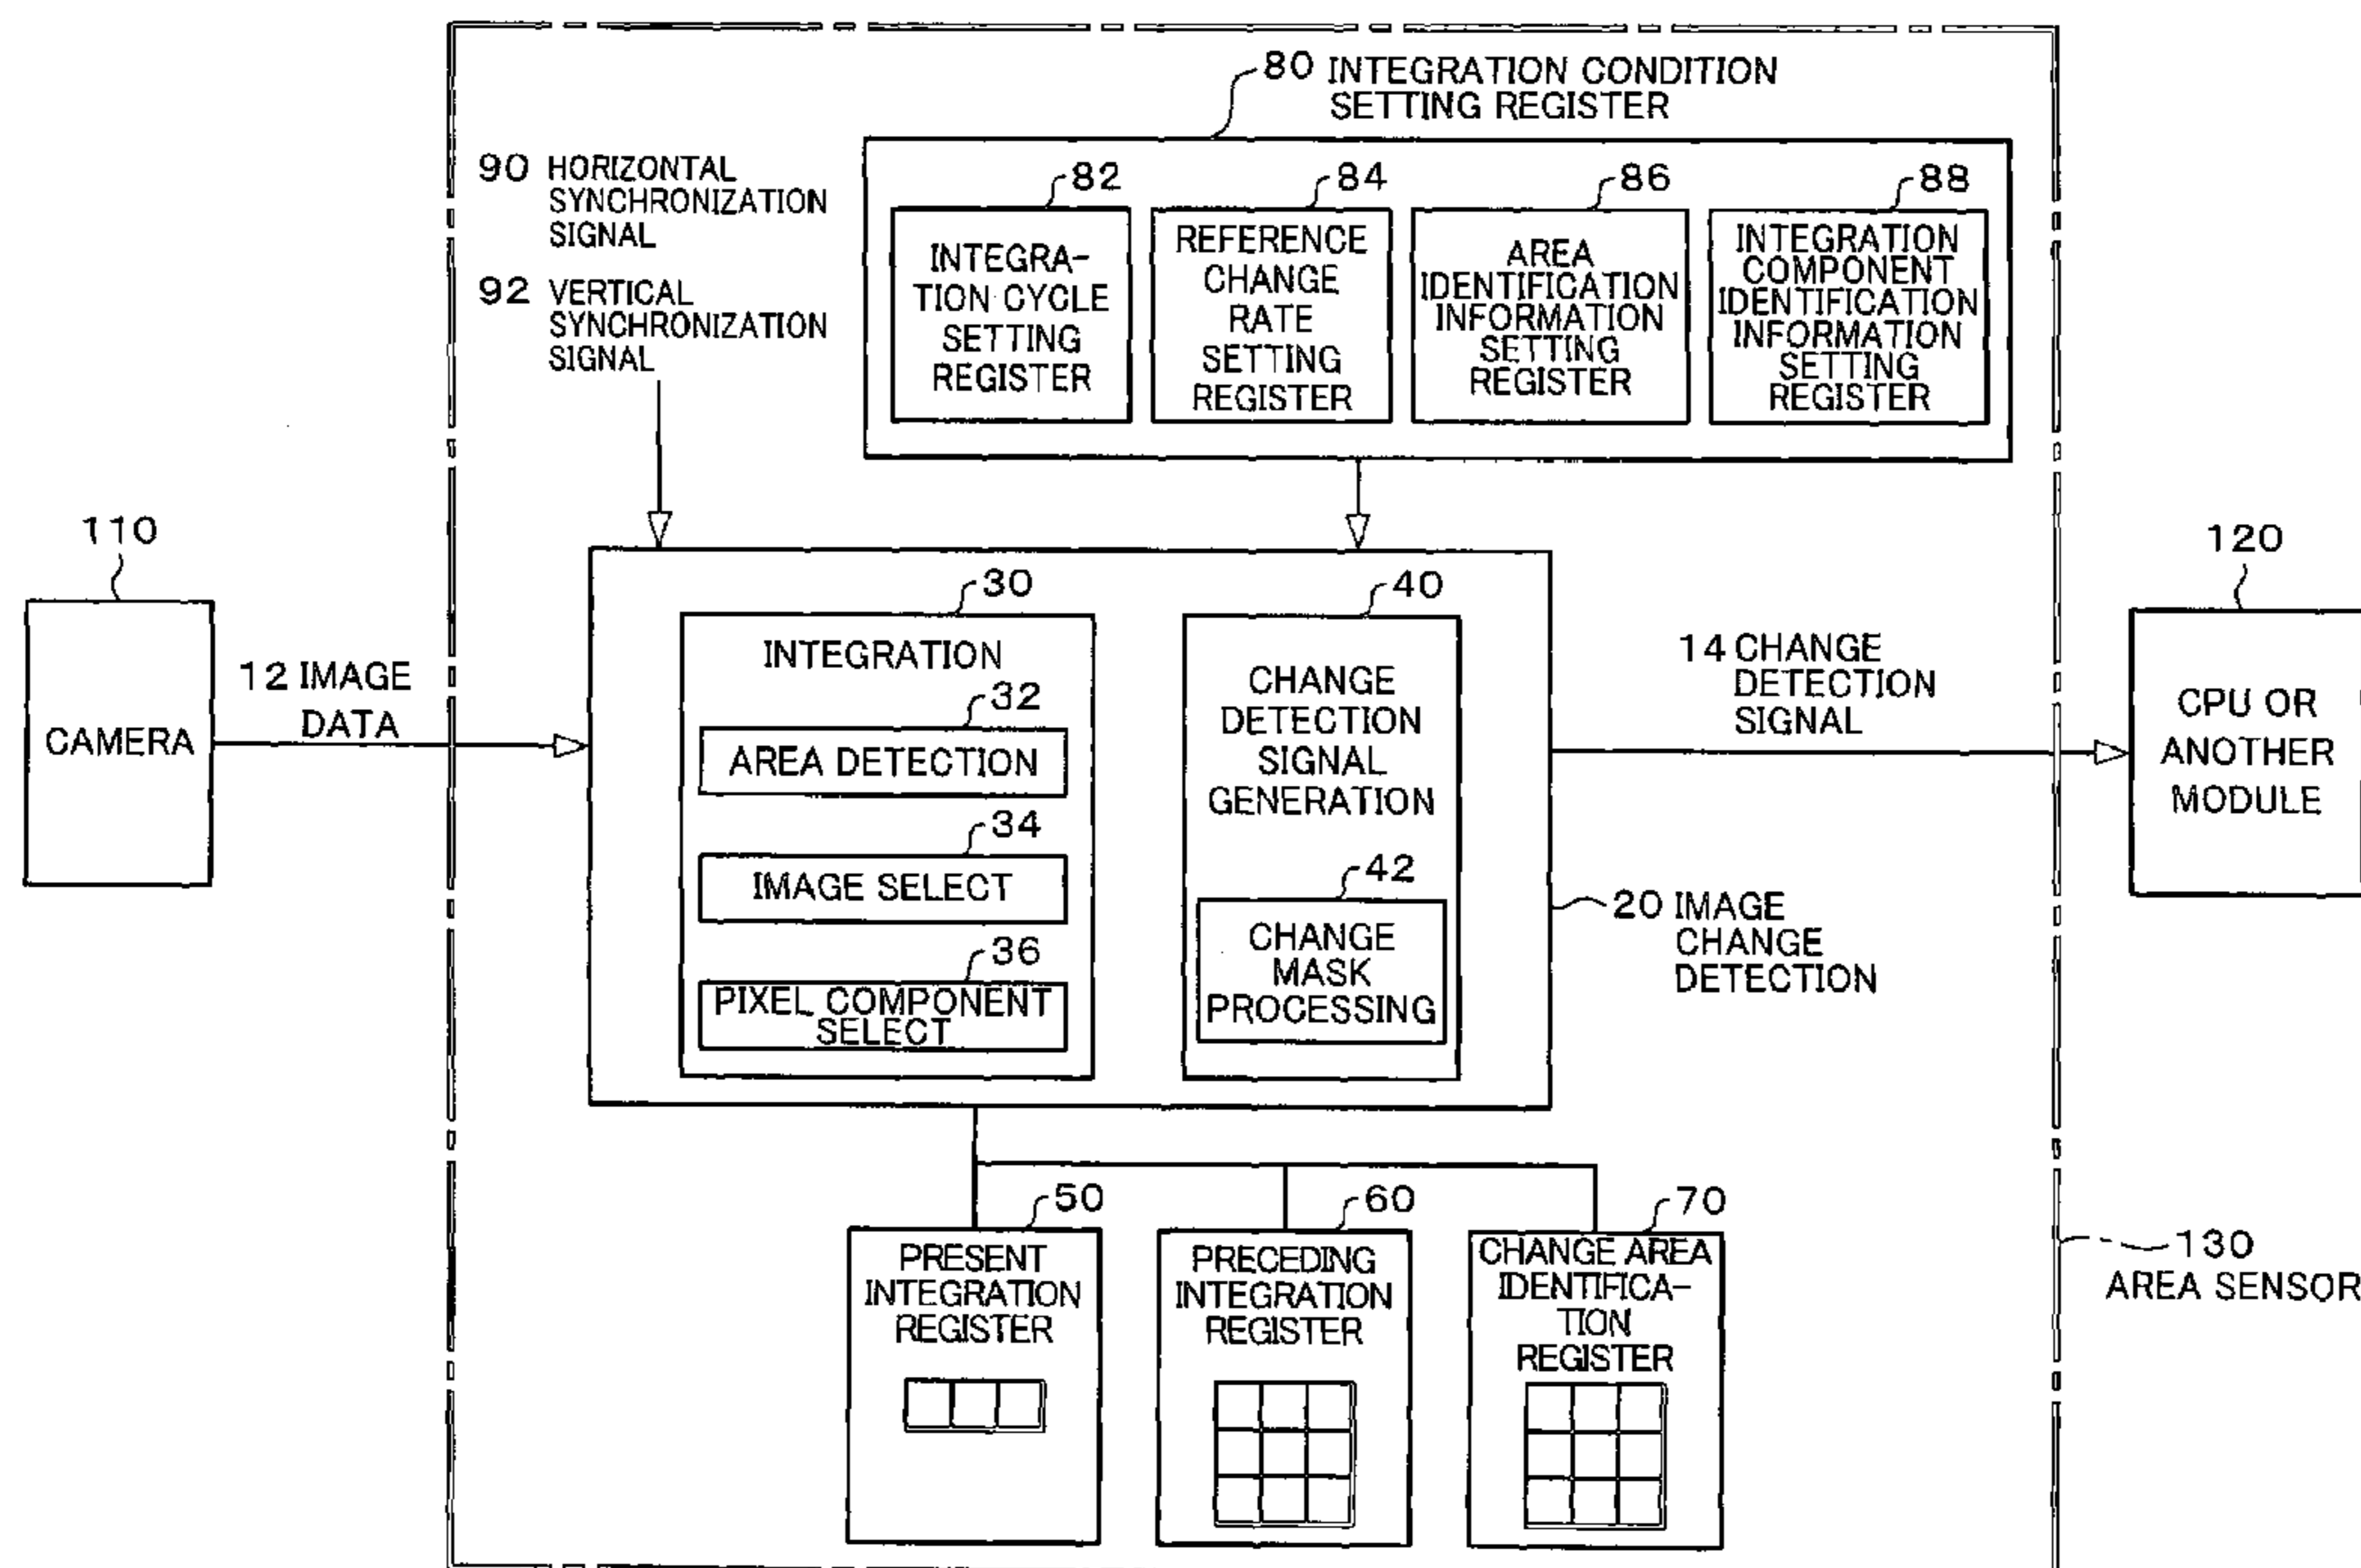 80 INTEGRATION CONDITION
SETTING REGISTER
90 HORIZONTAL
SYNCHRONIZATION
SIGNAL
92 VERTICAL
SYNCHRONIZATION
SIGNAL
82
INTEGRA-
TION CYCLE
SETTING
REGISTER
84
REFERENCE
CHANGE
RATE
SETTING
REGISTER
86
AREA
IDENTIFICATION
INFORMATION
SETTING
REGISTER
88
INTEGRATION
COMPONENT
IDENTIFICATION
INFORMATION
SETTING
REGISTER
110
CAMERA
12 IMAGE
DATA
30
INTEGRATION
32
AREA DETECTION
34
IMAGE SELECT
36
PIXEL COMPONENT
SELECT
40
CHANGE
DETECTION
SIGNAL
GENERATION
42
CHANGE
MASK
PROCESSING
14 CHANGE
DETECTION
SIGNAL
20 IMAGE
CHANGE
DETECTION
120
CPU OR
ANOTHER
MODULE
50
PRESENT
INTEGRATION
REGISTER
60
PRECEDING
INTEGRATION
REGISTER
70
CHANGE AREA
IDENTIFICA-
TION
REGISTER
130
AREA SENSOR